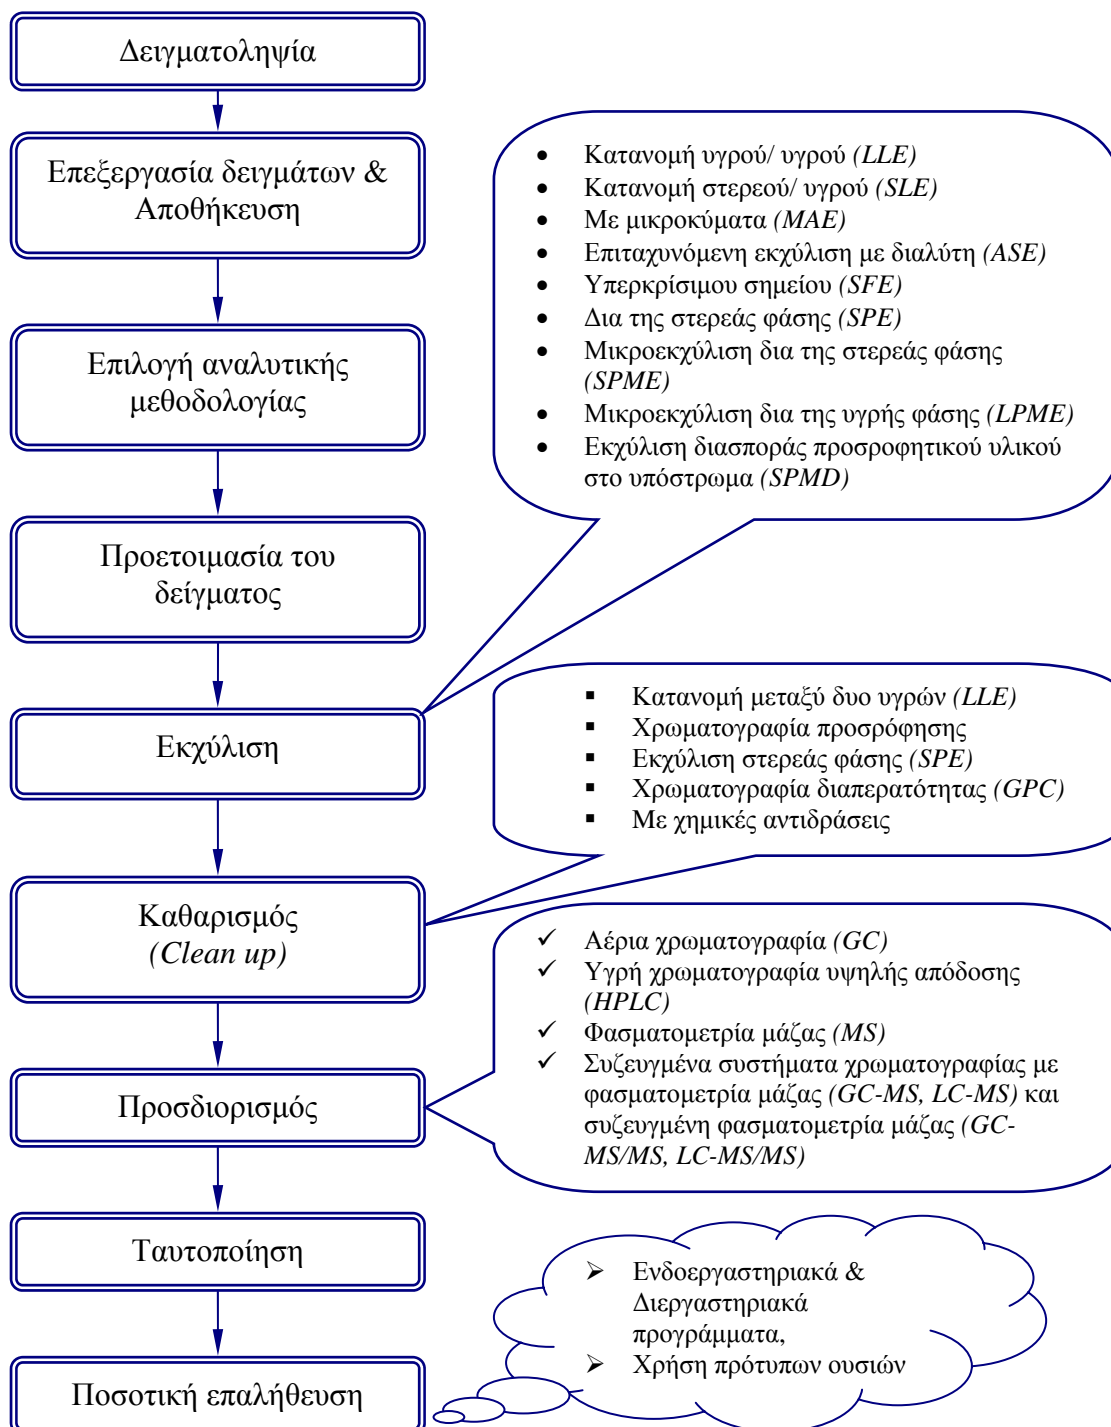 Δειγματοληψία
Επεξεργασία δειγμάτων &
Αποθήκευση
Επιλογή αναλυτικής
μεθοδολογίας
Προετοιμασία του
δείγματος
Εκχύλιση
• Κατανομή υγρού/ υγρού (LLE)
• Κατανομή στερεού/ υγρού (SLE)
• Με μικροκύματα (MAE)
• Επιταχυνόμενη εκχύλιση με διαλύτη (ASE)
• Υπερκρίσιμου σημείου (SFE)
• Δια της στερεάς φάσης (SPE)
• Μικροεκχύλιση δια της στερεάς φάσης
(SPME)
• Μικροεκχύλιση δια της υγρής φάσης (LPME)
• Εκχύλιση διασποράς προσροφητικού υλικού
στο υπόστρωμα (SPMD)
Καθαρισμός
(Clean up)
▪ Κατανομή μεταξύ δυο υγρών (LLE)
▪ Χρωματογραφία προσρόφησης
▪ Εκχύλιση στερεάς φάσης (SPE)
▪ Χρωματογραφία διαπερατότητας (GPC)
▪ Με χημικές αντιδράσεις
Προσδιορισμός
✓ Αέρια χρωματογραφία (GC)
✓ Υγρή χρωματογραφία υψηλής απόδοσης
(HPLC)
✓ Φασματομετρία μάζας (MS)
✓ Συζευγμένα συστήματα χρωματογραφίας με
φασματομετρία μάζας (GC-MS, LC-MS) και
συζευγμένη φασματομετρία μάζας (GC-
MS/MS, LC-MS/MS)
Ταυτοποίηση
Ποσοτική επαλήθευση
➢ Ενδοεργαστηριακά &
Διεργαστηριακά
προγράμματα,
➢ Χρήση πρότυπων ουσιών